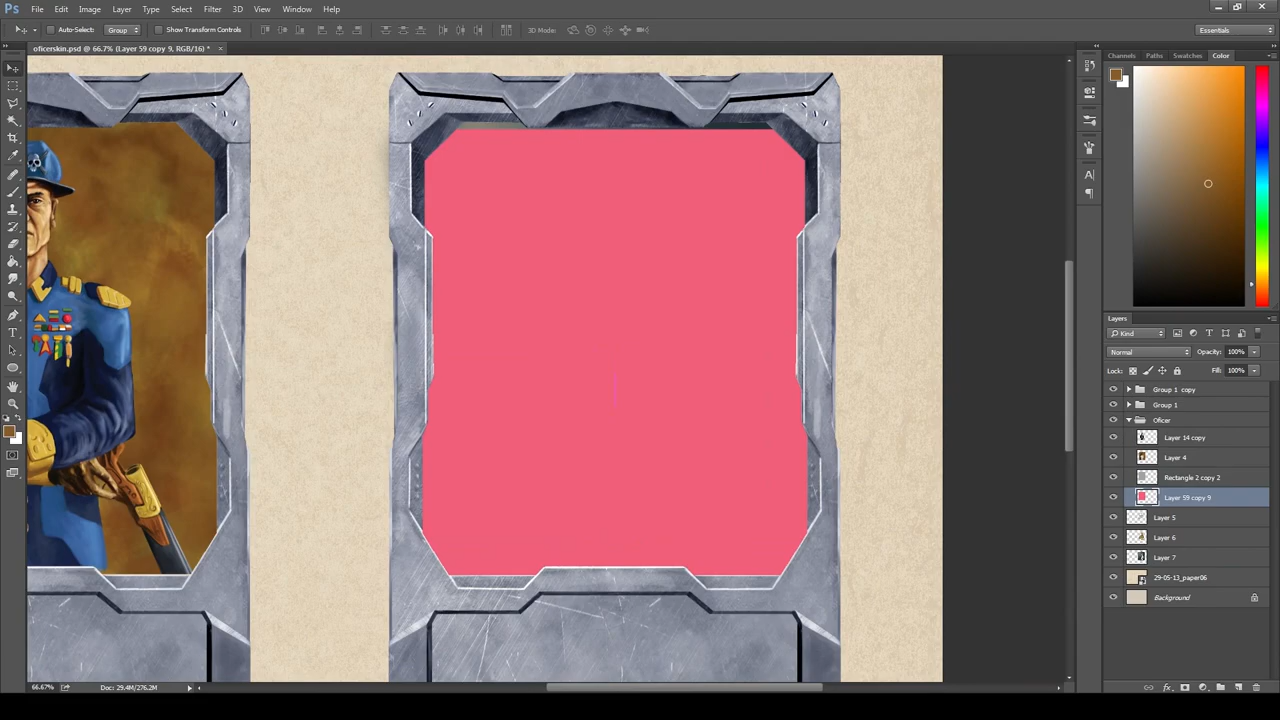 Ps File Edit Image Layer Type Select Filter 3D View Window Help
Auto-Select: Group Show Transform Controls 3D Mode: Essentials
oficerskin.psd @ 66.7% (Layer 59 copy 9, RGB/16) * ×
Channels Paths Swatches Color
Layers
Kind
Normal Opacity: 100%
Lock: Fill: 100%
Group 1 copy
Group 1
Oficer
Layer 14 copy
Layer 4
Rectangle 2 copy 2
Layer 59 copy 9
Layer 5
Layer 6
Layer 7
29-05-13_paper06
Background
66.67% Doc: 29.4M/276.2M